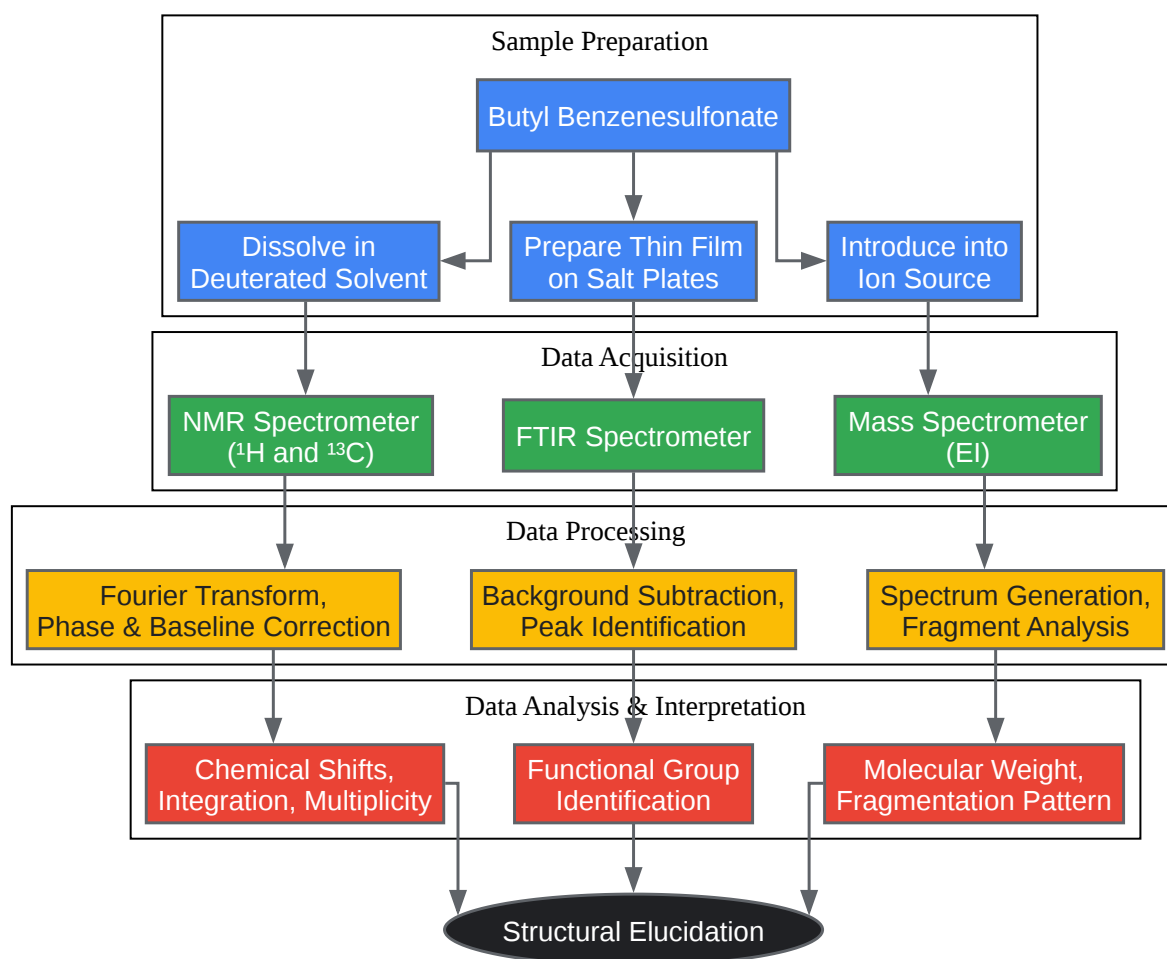 Sample Preparation
Butyl Benzenesulfonate
Dissolve in
Deuterated Solvent
Prepare Thin Film
on Salt Plates
Introduce into
Ion Source
Data Acquisition
NMR Spectrometer
(¹H and ¹³C)
FTIR Spectrometer
Mass Spectrometer
(EI)
Data Processing
Fourier Transform,
Phase & Baseline Correction
Background Subtraction,
Peak Identification
Spectrum Generation,
Fragment Analysis
Data Analysis & Interpretation
Chemical Shifts,
Integration, Multiplicity
Functional Group
Identification
Molecular Weight,
Fragmentation Pattern
Structural Elucidation